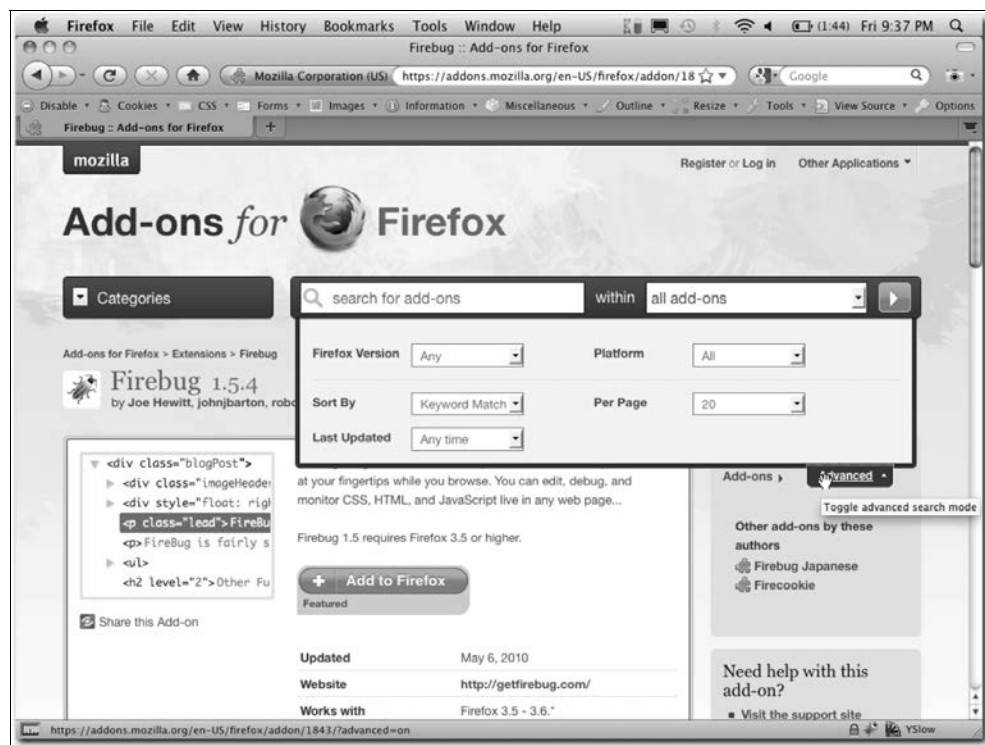 Firefox File Edit View History Bookmarks Tools Window Help (1:44) Fri 9:37 PM
Firebug :: Add-ons for Firefox
Mozilla Corporation (US) https://addons.mozilla.org/en-US/firefox/addon/18 Google
Disable Cookies CSS Forms Images Information Miscellaneous Outline Resize Tools View Source Options
Firebug :: Add-ons for Firefox +
mozilla
Register or Log in Other Applications
Add-ons for Firefox
Categories
search for add-ons within all add-ons
Add-ons for Firefox > Extensions > Firebug
Firefox Version Any Platform All
Firebug 1.5.4
by Joe Hewitt, johnjbarton, robc
Sort By Keyword Match Per Page 20
Last Updated Any time
<div class="blogPost">
<div class="imageHeader
<div style="float: righ
<p class="lead">FireBu
<p>FireBug is fairly s
<ul>
<h2 level="2">Other Fu
at your fingertips while you browse. You can edit, debug, and
monitor CSS, HTML, and JavaScript live in any web page...
Firebug 1.5 requires Firefox 3.5 or higher.
+ Add to Firefox
Featured
Share this Add-on
Updated May 6, 2010
Website http://getfirebug.com/
Works with Firefox 3.5 - 3.6.*
Add-ons Advanced
Toggle advanced search mode
Other add-ons by these
authors
Firebug Japanese
Firecookie
Need help with this
add-on?
Visit the support site
https://addons.mozilla.org/en-US/firefox/addon/1843/?advanced=on YSlow